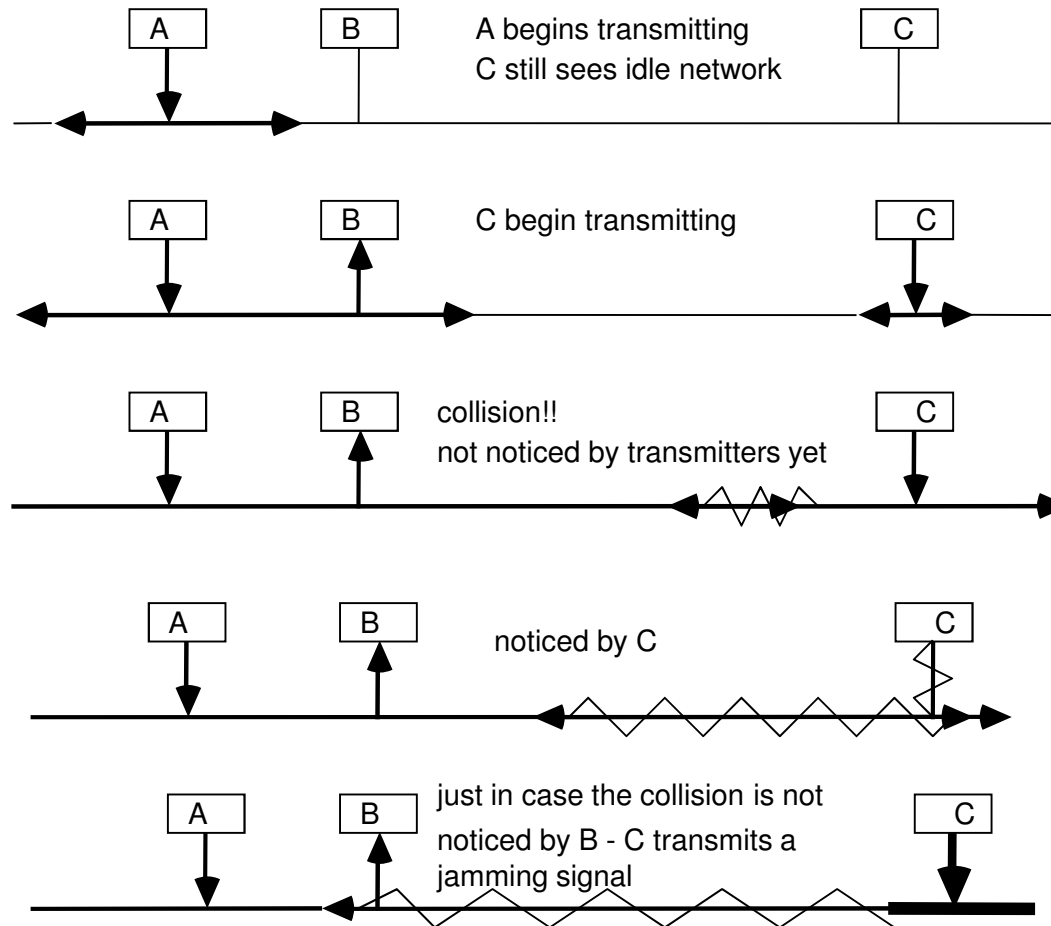 A
B
A begins transmitting
C
C still sees idle network
A
B
C begin transmitting
C
A
B
collision!!
C
not noticed by transmitters yet
A
B
noticed by C
C
just in case the collision is not
A
B
noticed by B - C transmits a
C
jamming signal